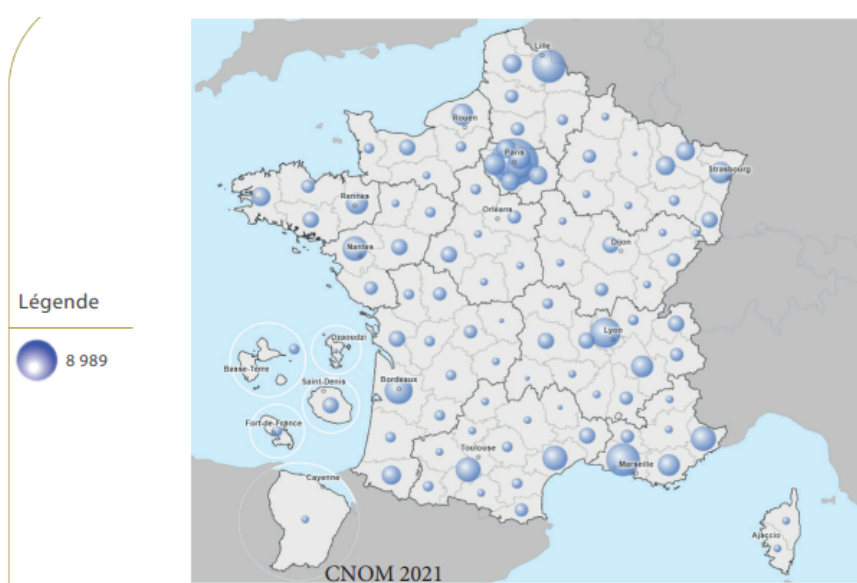 Lille
Rouen
Paris
Strasbourg
Rennes
Orléans
Nantes
Dijon
Légende
8 989
Lyon
Dzaoudzi
Basse-Terre
Saint-Denis
Bordeaux
Fort-de-France
Toulouse
Marseille
Cayenne
Ajaccio
CNOM 2021